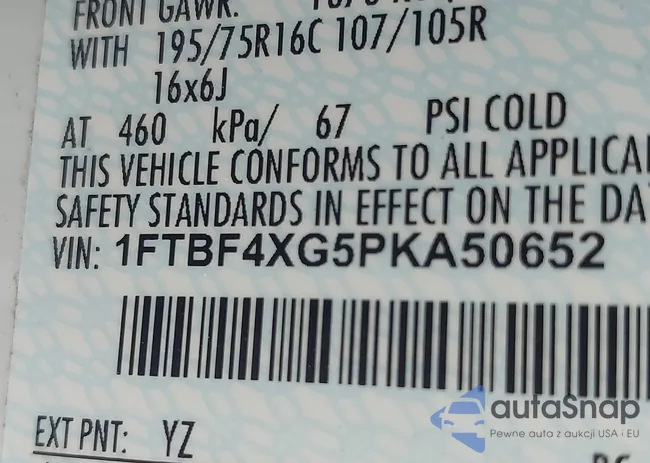 FRONT GAWR:
WITH 195/75R16C 107/105R
16x6J
AT 460 kPa/ 67 PSI COLD
THIS VEHICLE CONFORMS TO ALL APPLICA
SAFETY STANDARDS IN EFFECT ON THE DA
VIN: 1FTBF4XG5PKA50652
autaSnap
Pewne auta z aukcji USA i EU
EXT PNT: YZ